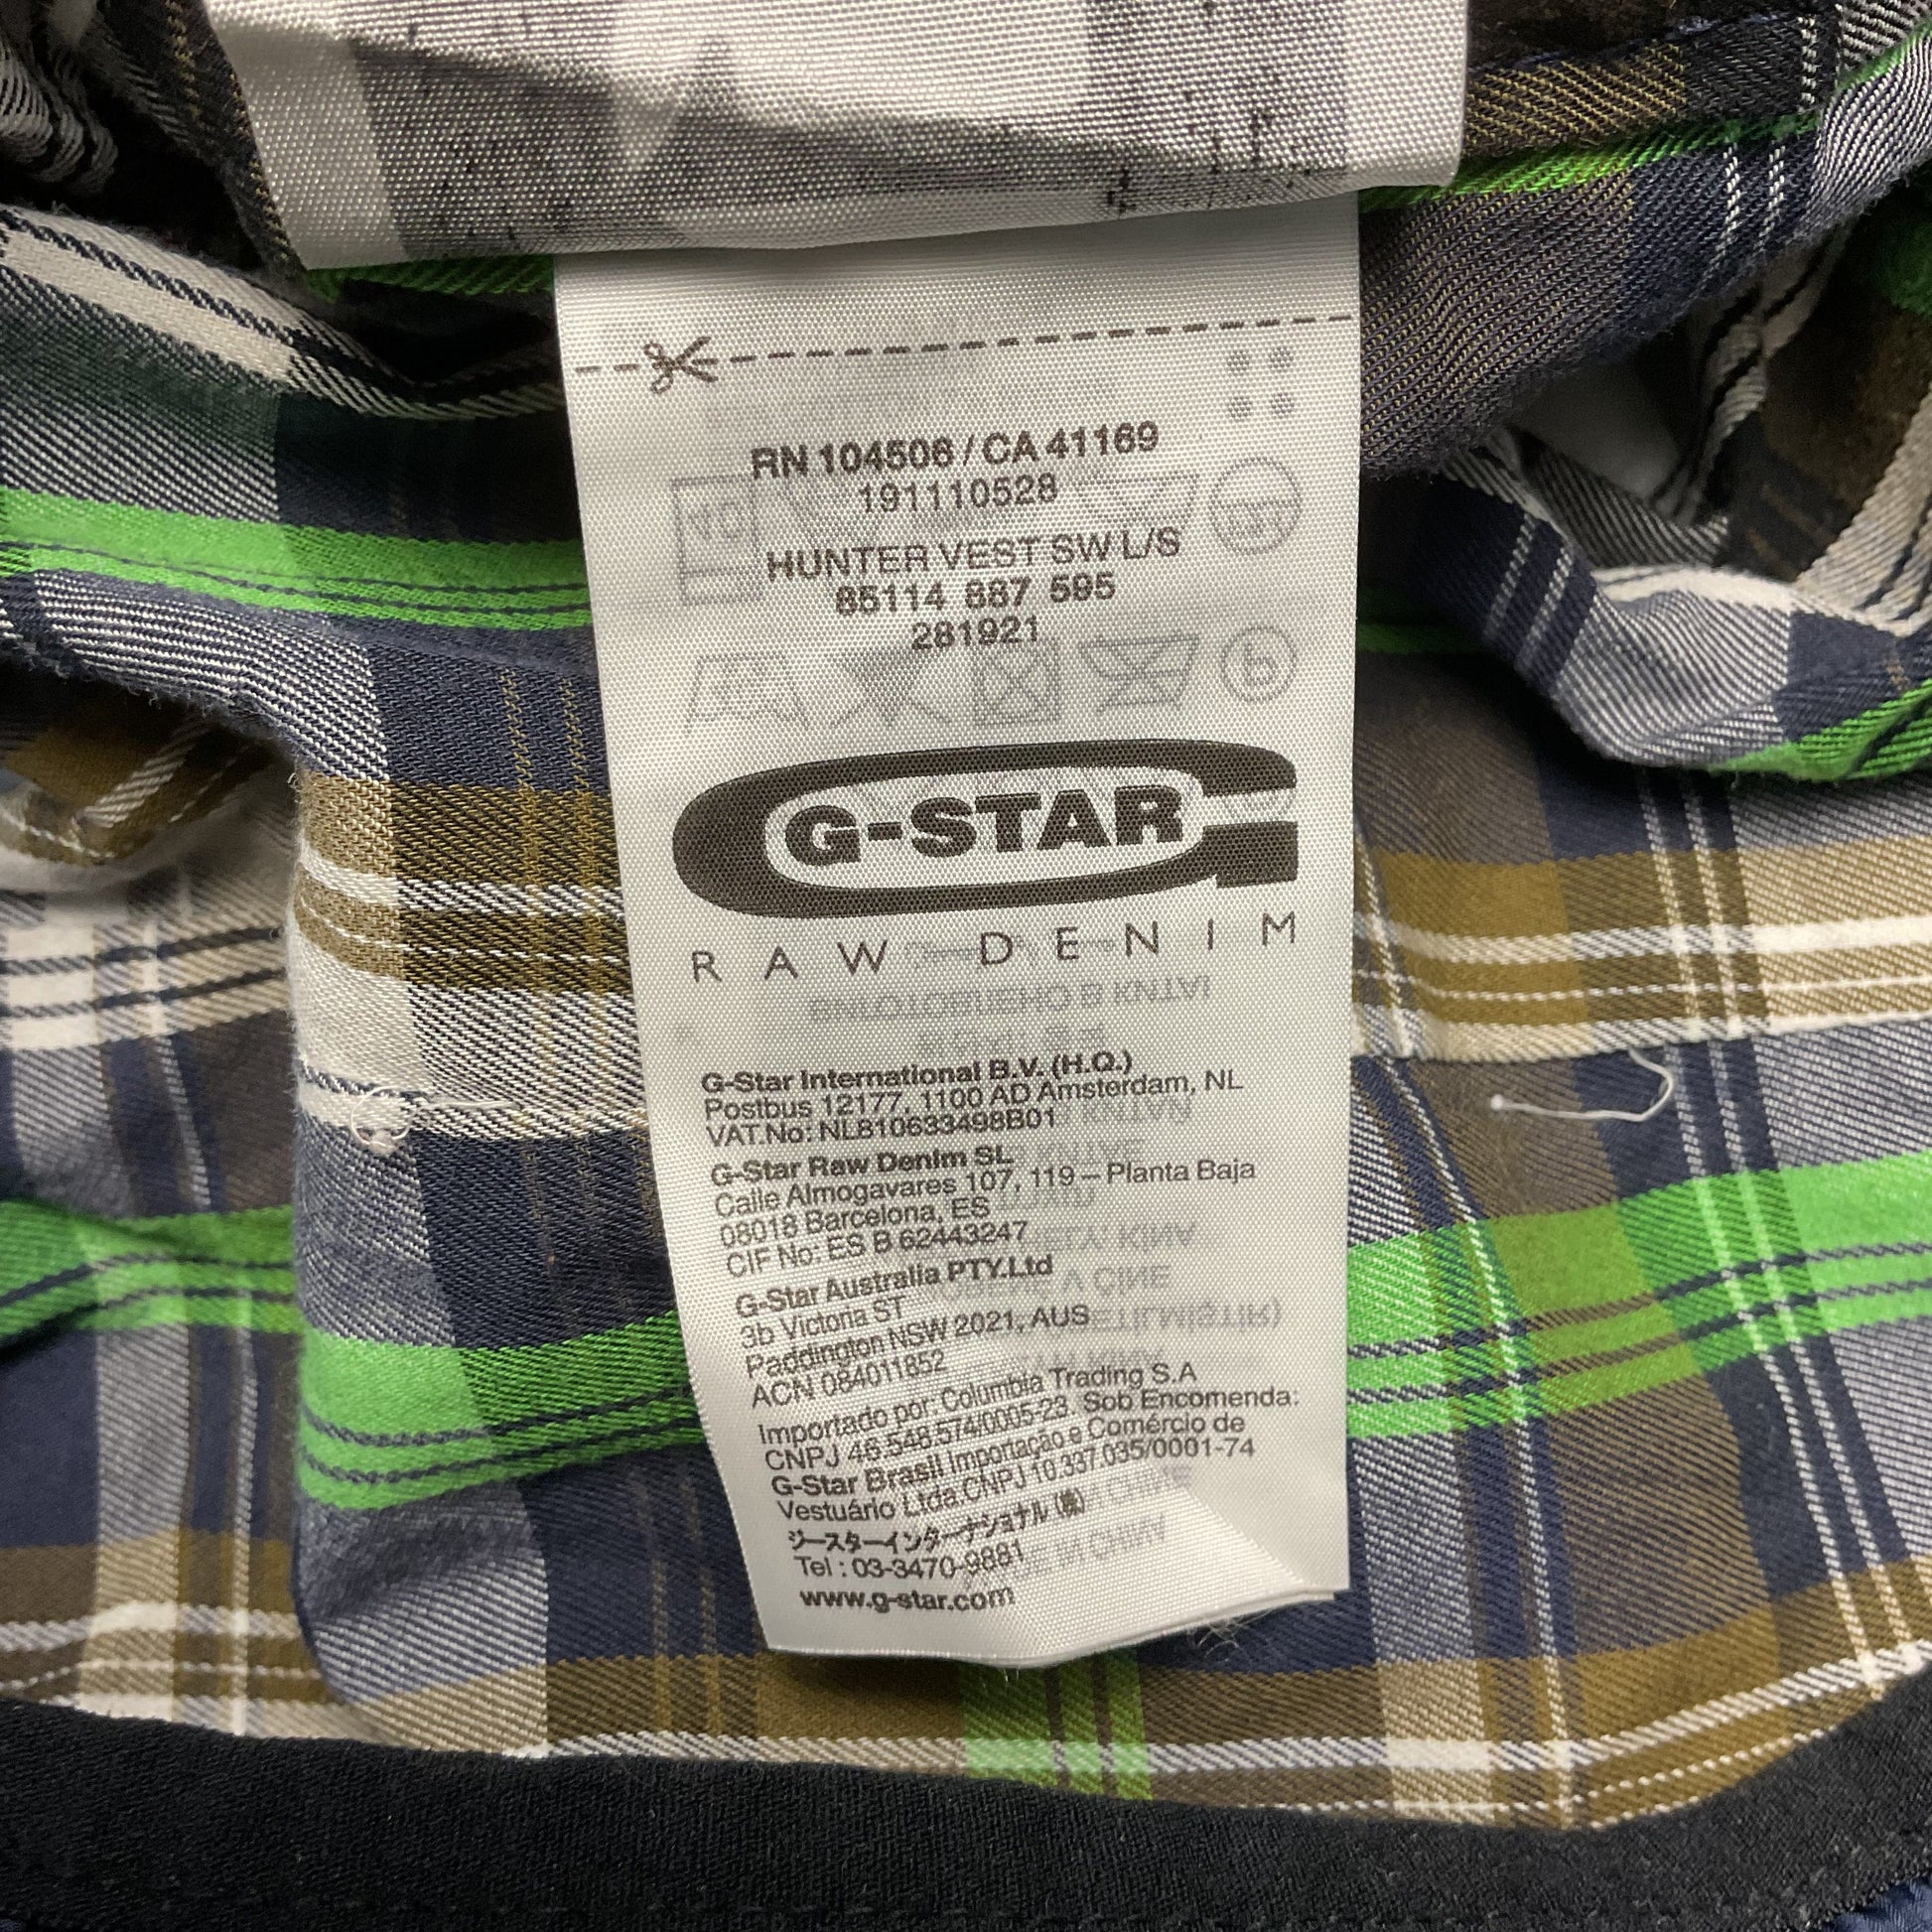 RN 104506 / CA 41169
191110528
HUNTER VEST SW L/S
85114 887 595
281921
G-STAR
RAW DENIM
G-Star International B.V. (H.Q.)
Postbus 12177, 1100 AD Amsterdam, NL
VAT.No: NL810633498B01
G-Star Raw Denim SL
Calle Almogavares 107, 119 – Planta Baja
08018 Barcelona, ES
CIF No: ES B 62443247
G-Star Australia PTY.Ltd
3b Victoria ST
Paddington NSW 2021, AUS
ACN 084011852
Importado por: Columbia Trading S.A
CNPJ 46.548.574/0005-23. Sob Encomenda:
G-Star Brasil Importação e Comércio de
Vestuário Ltda.CNPJ 10.337.035/0001-74
ジースターインターナショナル (株)
Tel : 03-3470-9881
www.g-star.com